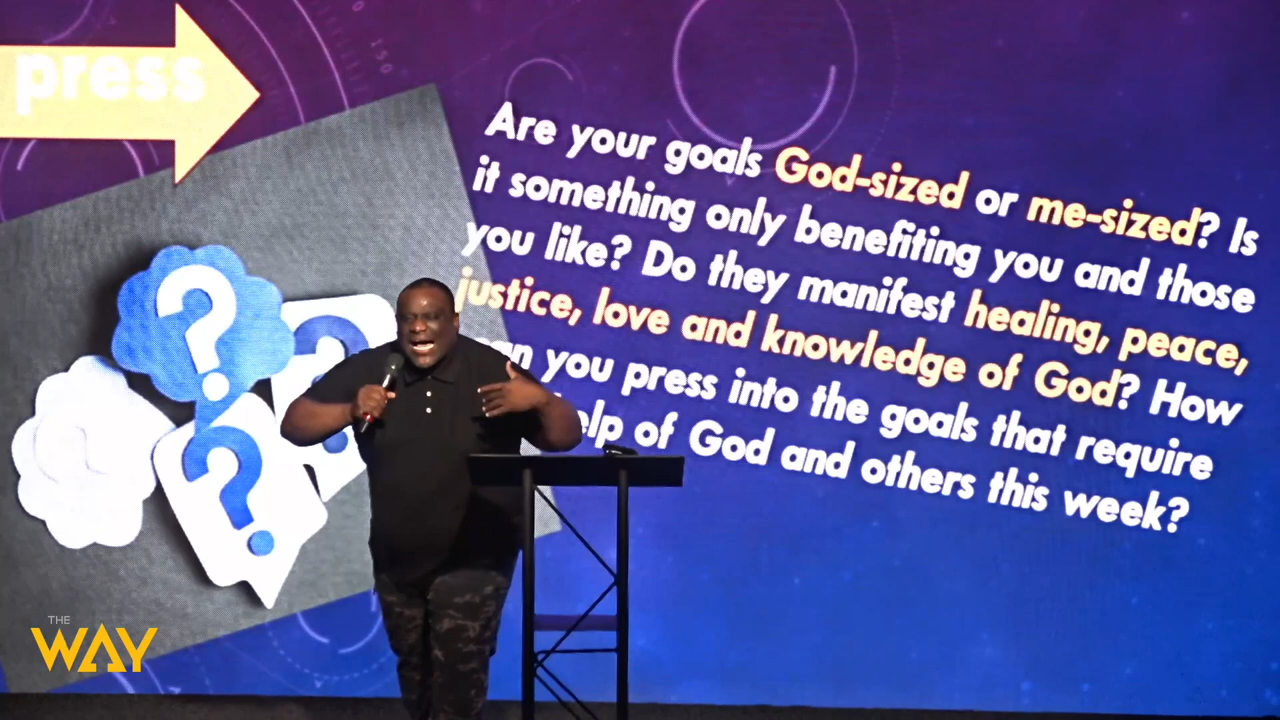 press
Are your goals God-sized or me-sized? Is
it something only benefiting you and those
you like? Do they manifest healing, peace,
justice, love and knowledge of God? How
you press into the goals that require
of God and others this week?
THE
WAY